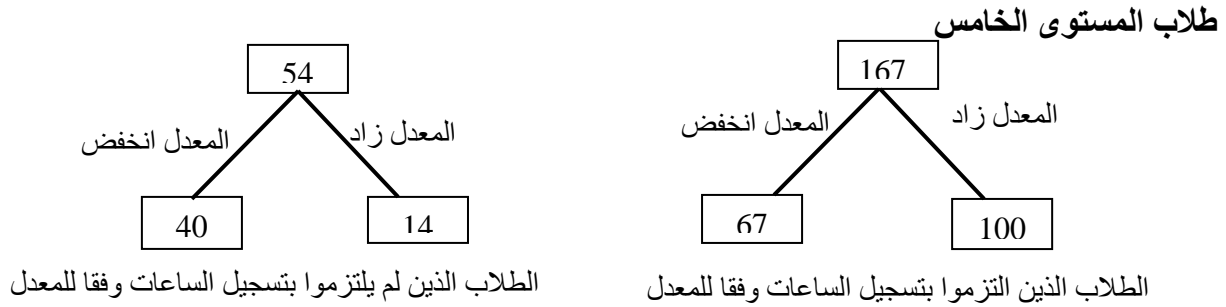 طلاب المستوى الخامس
167
54
المعدل زاد
المعدل انخفض
المعدل زاد
المعدل انخفض
100
67
14
40
الطلاب الذين التزموا بتسجيل الساعات وفقا للمعدل
الطلاب الذين لم يلتزموا بتسجيل الساعات وفقا للمعدل